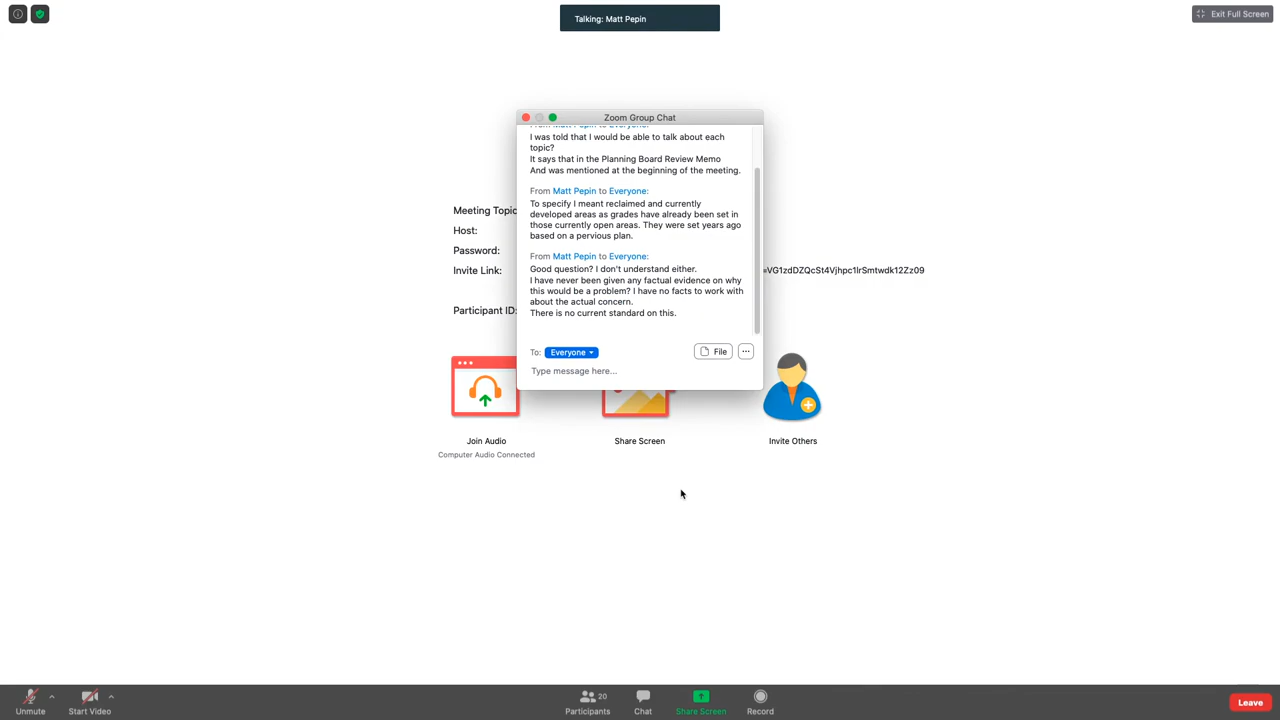 Talking: Matt Pepin
Exit Full Screen
Zoom Group Chat
From Matt Pepin to Everyone:
I was told that I would be able to talk about each
topic?
It says that in the Planning Board Review Memo
And was mentioned at the beginning of the meeting.
From Matt Pepin to Everyone:
To specify I meant reclaimed and currently
developed areas as grades have already been set in
those currently open areas. They were set years ago
based on a pervious plan.
From Matt Pepin to Everyone:
Good question? I don't understand either.
I have never been given any factual evidence on why
this would be a problem? I have no facts to work with
about the actual concern.
There is no current standard on this.
To: Everyone
File
Type message here...
Meeting Topic
Host:
Password:
Invite Link:
=VG1zdDZQcSt4Vjhpc1lrSmtwdk12Zz09
Participant ID:
Join Audio
Computer Audio Connected
Share Screen
Invite Others
Unmute
Start Video
Participants 20
Chat
Share Screen
Record
Leave